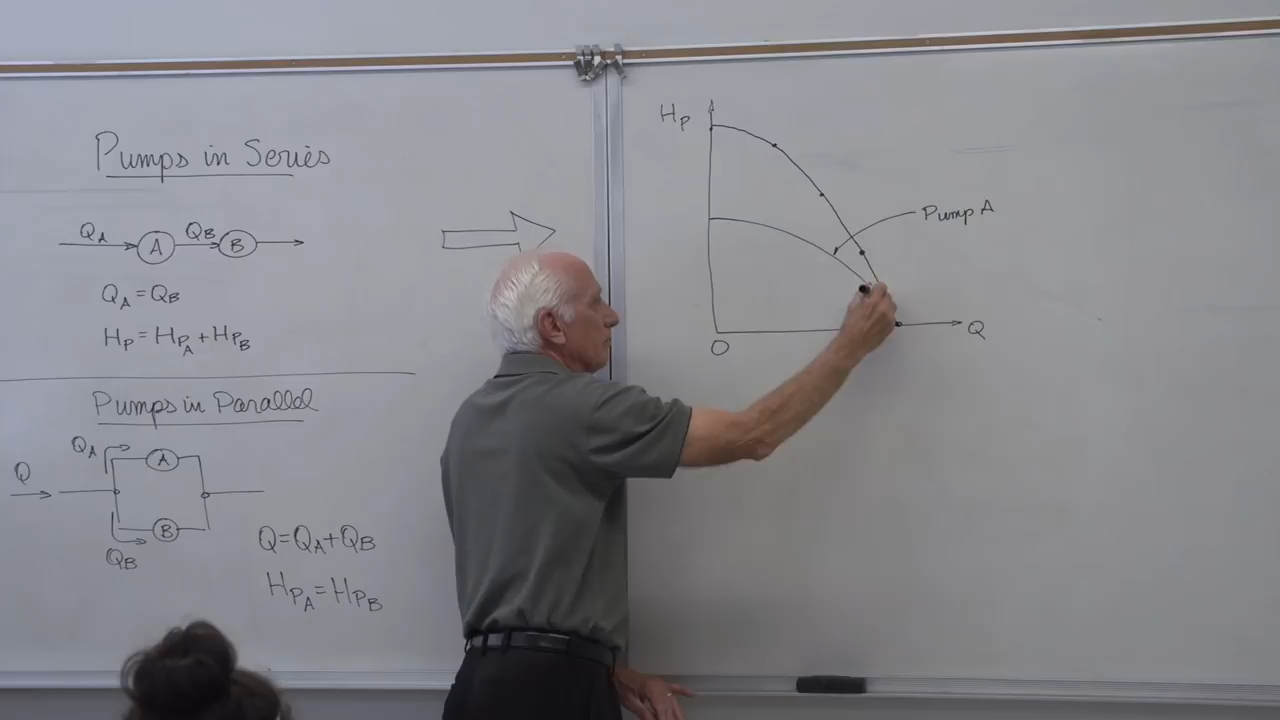 Pumps in Series
QA QB
A B
QA = QB
HP = HPA + HPB
Pumps in Parallel
QA
A
Q
B
QB
Q = QA + QB
HPA = HPB
HP
Pump A
Q
O